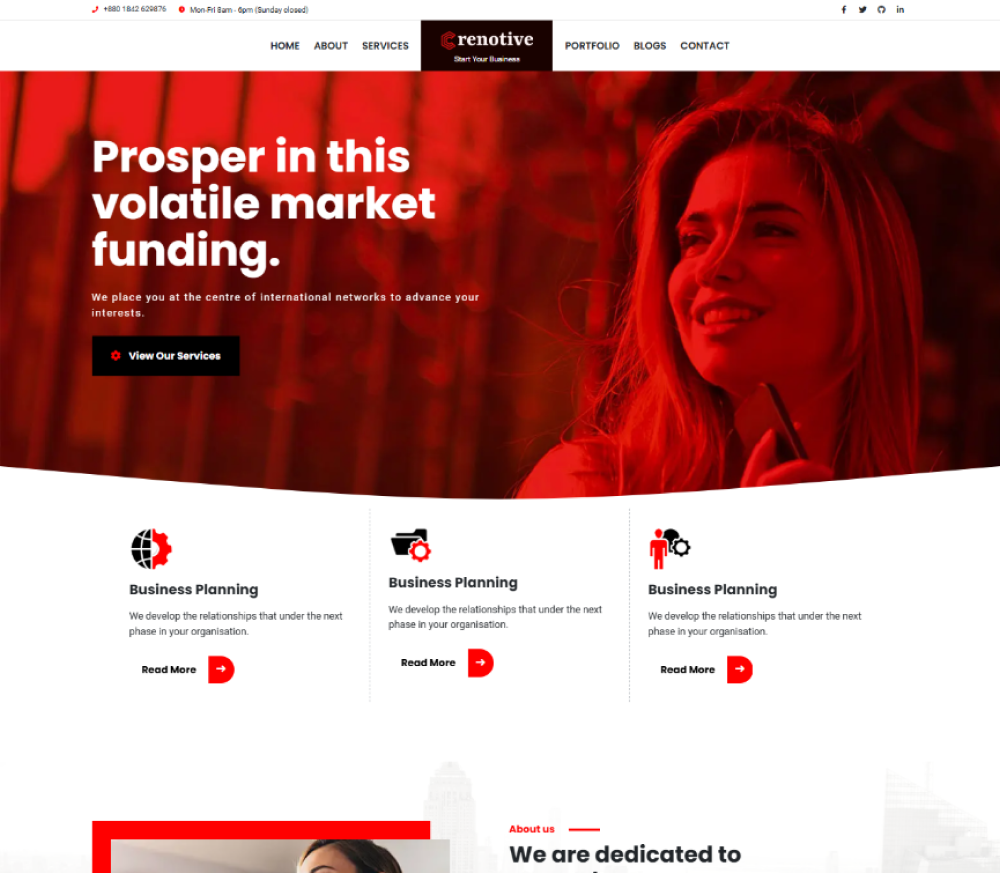 +880 1842 629876
Mon-Fri 8am - 6pm (Sunday closed)
HOME ABOUT SERVICES
Crenotive
Start Your Business
PORTFOLIO BLOGS CONTACT
Prosper in this
volatile market
funding.
We place you at the centre of international networks to advance your
interests.
View Our Services
Business Planning
We develop the relationships that under the next
phase in your organisation.
Read More
Business Planning
We develop the relationships that under the next
phase in your organisation.
Read More
Business Planning
We develop the relationships that under the next
phase in your organisation.
Read More
About us
We are dedicated to